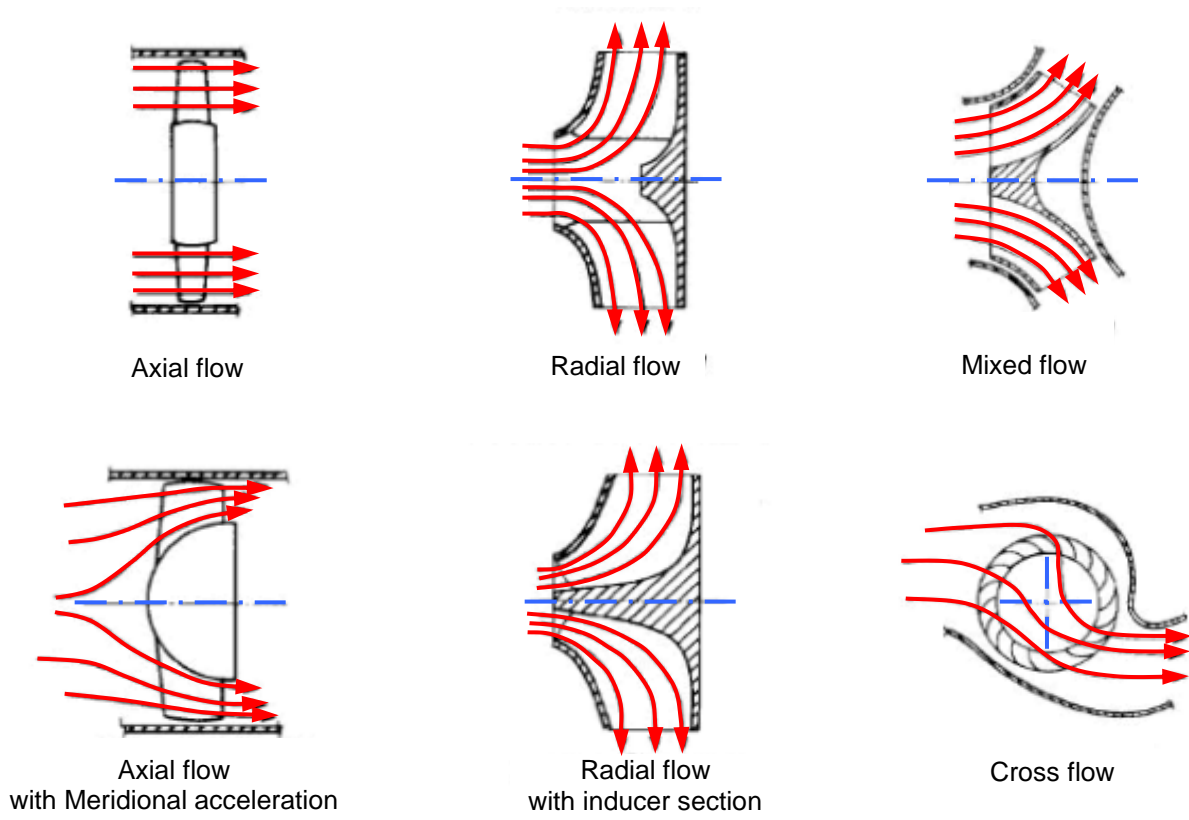 Axial flow
Radial flow
Mixed flow
Axial flow
with Meridional acceleration
Radial flow
with inducer section
Cross flow